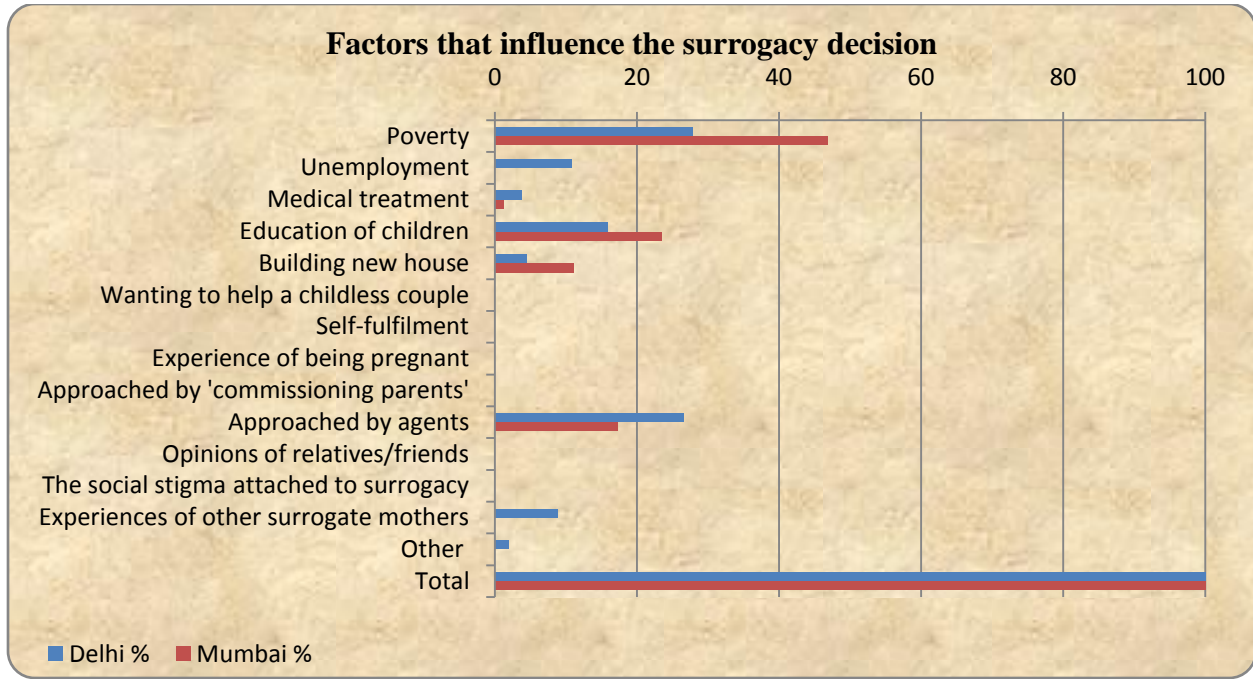 Factors that influence the surrogacy decision
0 20 40 60 80 100
Poverty
Unemployment
Medical treatment
Education of children
Building new house
Wanting to help a childless couple
Self-fulfilment
Experience of being pregnant
Approached by 'commissioning parents'
Approached by agents
Opinions of relatives/friends
The social stigma attached to surrogacy
Experiences of other surrogate mothers
Other
Total
Delhi % Mumbai %